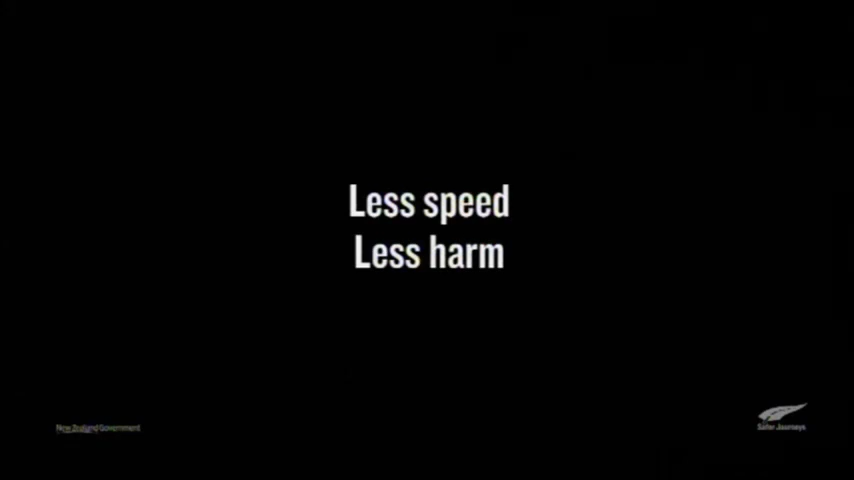 Less speed
Less harm
New Zealand Government
Safer Journeys